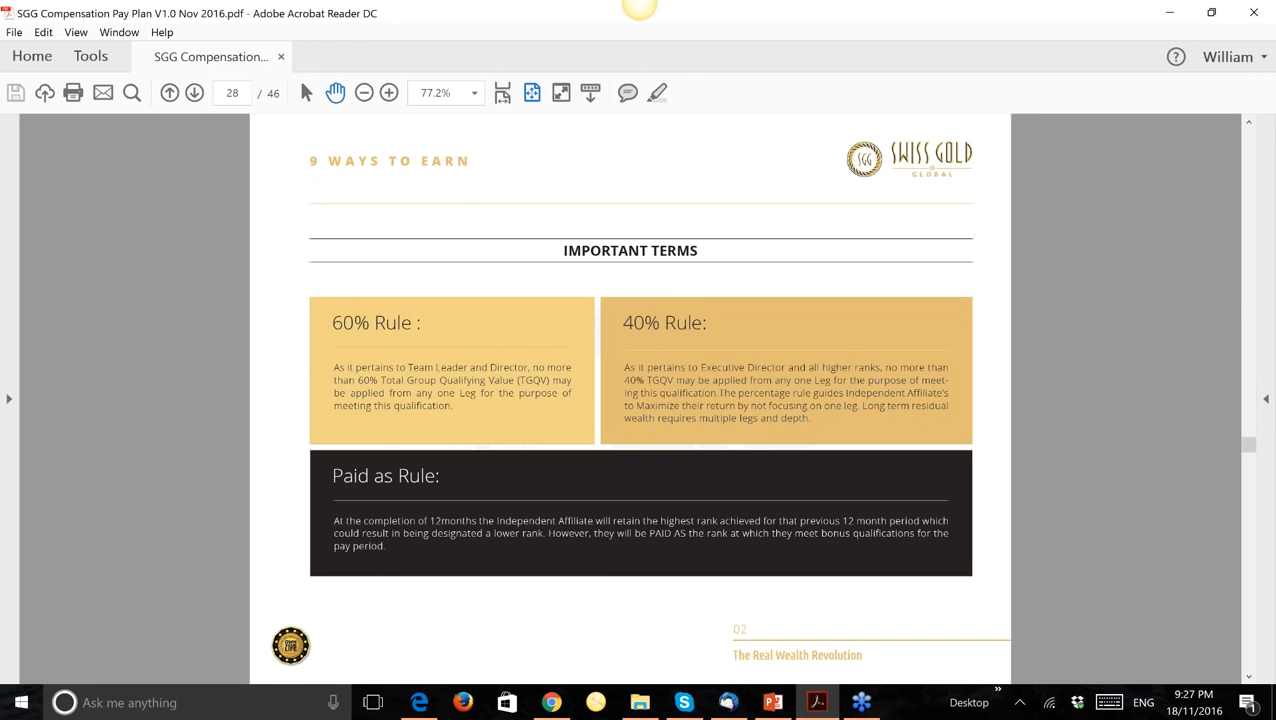 SGG Compensation Pay Plan V1.0 Nov 2016.pdf - Adobe Acrobat Reader DC
File Edit View Window Help
Home Tools SGG Compensation... × William
28 / 46 77.2%
9 WAYS TO EARN
SGG SWISS GOLD
GLOBAL
IMPORTANT TERMS
60% Rule :
As it pertains to Team Leader and Director, no more
than 60% Total Group Qualifying Value (TGQV) may
be applied from any one Leg for the purpose of
meeting this qualification.
40% Rule:
As it pertains to Executive Director and all higher ranks, no more than
40% TGQV may be applied from any one Leg for the purpose of meet-
ing this qualification.The percentage rule guides Independent Affiliate's
to Maximize their return by not focusing on one leg. Long term residual
wealth requires multiple legs and depth.
Paid as Rule:
At the completion of 12months the Independent Affiliate will retain the highest rank achieved for that previous 12 month period which
could result in being designated a lower rank. However, they will be PAID AS the rank at which they meet bonus qualifications for the
pay period.
02
The Real Wealth Revolution
Ask me anything
Desktop » ENG 9:27 PM
18/11/2016 1